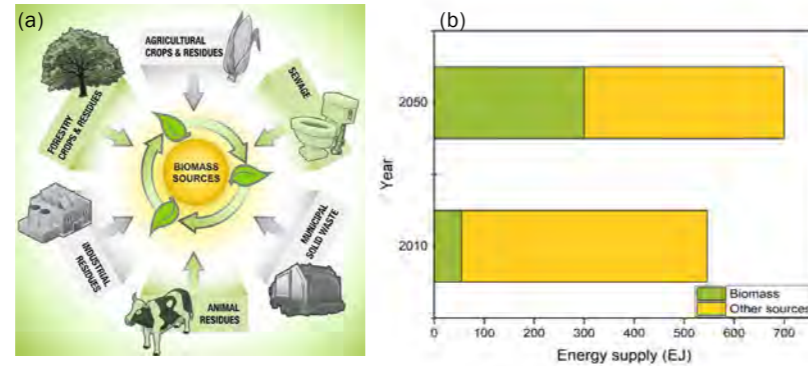 (a)
AGRICULTURAL
CROPS & RESIDUES
SEWAGE
FORESTRY
CROPS & RESIDUES
BIOMASS
SOURCES
INDUSTRIAL
RESIDUES
MUNICIPAL
SOLID WASTE
ANIMAL
RESIDUES
(b)
2050
Year
2010
Biomass
Other sources
0 100 200 300 400 500 600 700
Energy supply (EJ)